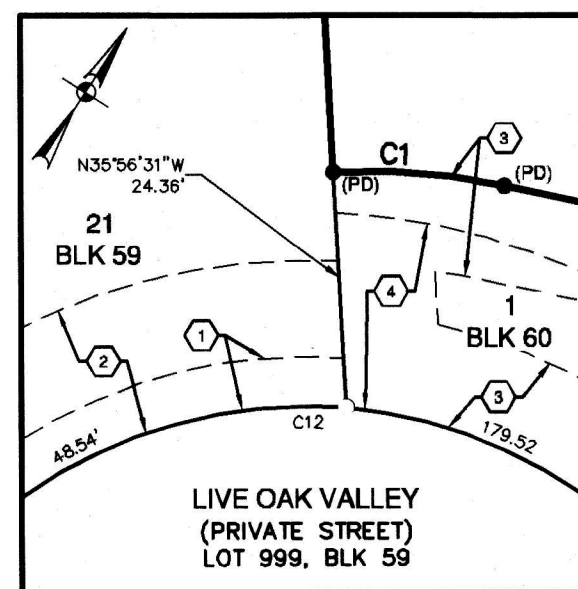 C1
3
N35°56'31"W
24.36'
(PD)
(PD)
21
BLK 59
4
1
BLK 60
1
2
3
C12
48.54'
179.52
LIVE OAK VALLEY
(PRIVATE STREET)
LOT 999, BLK 59